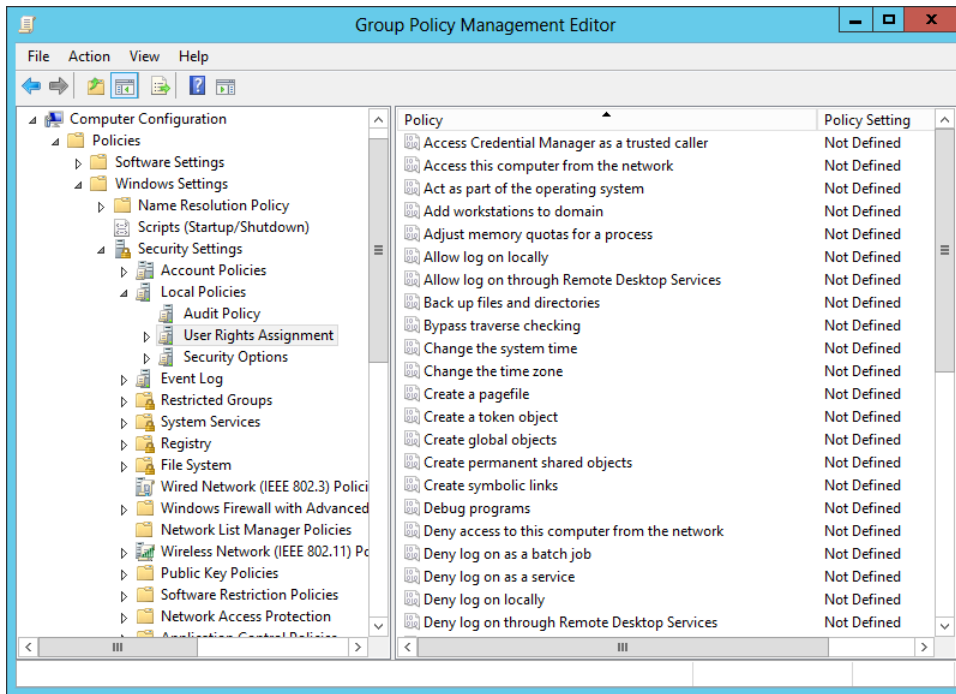 Group Policy Management Editor
File Action View Help
Computer Configuration
Policies
Software Settings
Windows Settings
Name Resolution Policy
Scripts (Startup/Shutdown)
Security Settings
Account Policies
Local Policies
Audit Policy
User Rights Assignment
Security Options
Event Log
Restricted Groups
System Services
Registry
File System
Wired Network (IEEE 802.3) Polici
Windows Firewall with Advanced
Network List Manager Policies
Wireless Network (IEEE 802.11) Pc
Public Key Policies
Software Restriction Policies
Network Access Protection
Application Control Policies
Policy Policy Setting
Access Credential Manager as a trusted caller Not Defined
Access this computer from the network Not Defined
Act as part of the operating system Not Defined
Add workstations to domain Not Defined
Adjust memory quotas for a process Not Defined
Allow log on locally Not Defined
Allow log on through Remote Desktop Services Not Defined
Back up files and directories Not Defined
Bypass traverse checking Not Defined
Change the system time Not Defined
Change the time zone Not Defined
Create a pagefile Not Defined
Create a token object Not Defined
Create global objects Not Defined
Create permanent shared objects Not Defined
Create symbolic links Not Defined
Debug programs Not Defined
Deny access to this computer from the network Not Defined
Deny log on as a batch job Not Defined
Deny log on as a service Not Defined
Deny log on locally Not Defined
Deny log on through Remote Desktop Services Not Defined